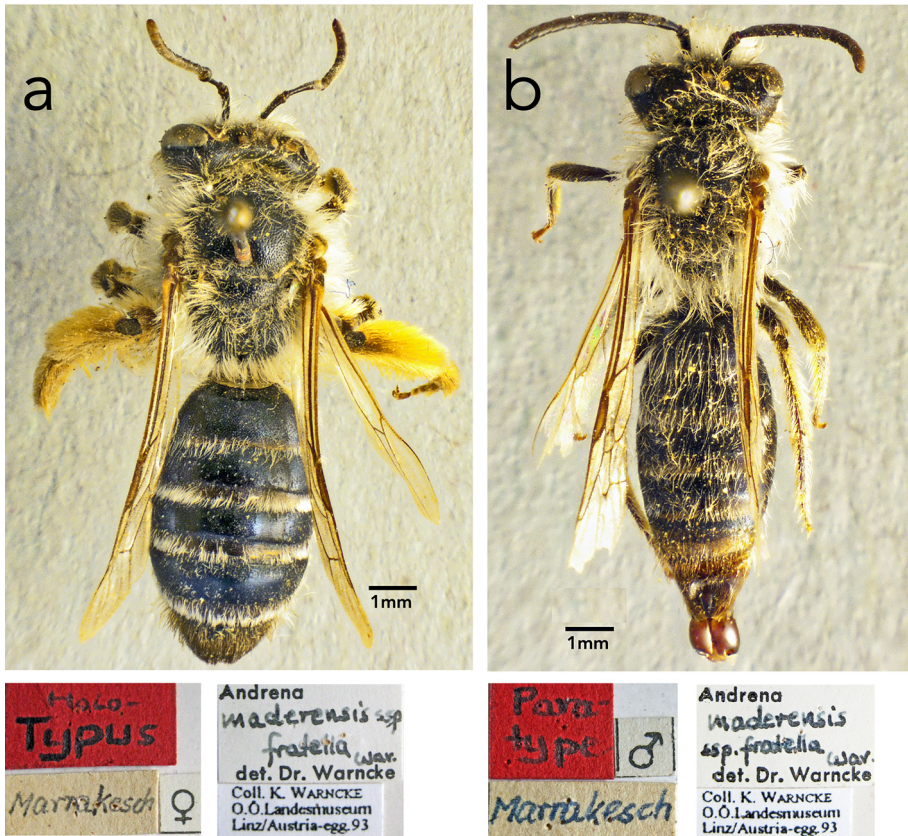 a
1mm
b
1mm
Holo-
Typus
Marrakesch ♀
Andrena
maderensis ssp
fratella War.
det. Dr. Warncke
Coll. K. WARNCKE
O.Ö.Landesmuseum
Linz/Austria-egg.93
Para-
type ♂
Marrakesch
Andrena
maderensis
ssp. fratella War.
det. Dr. Warncke
Coll. K. WARNCKE
O.Ö.Landesmuseum
Linz/Austria-egg.93